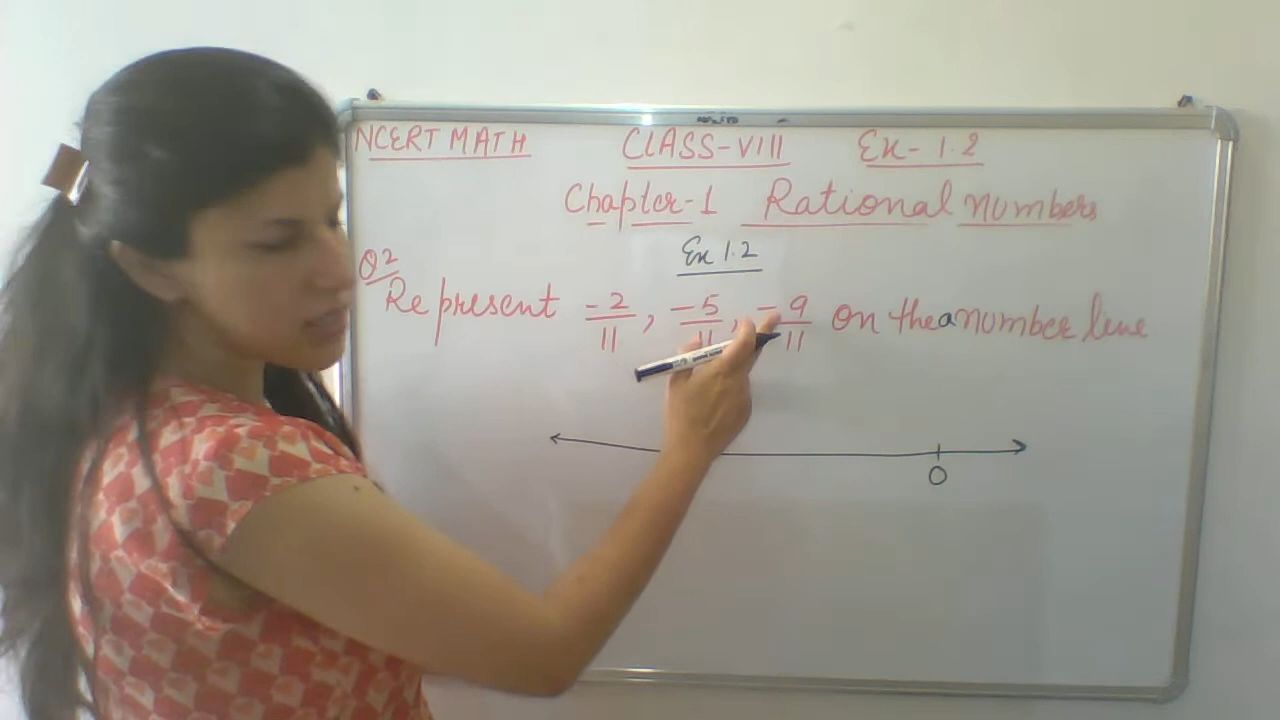 NCERT MATH CLASS-VIII Ex-1.2
Chapter-1 Rational numbers
Ex 1.2
Q2
Represent -2/11, -5/11, -9/11 on the a number line
0